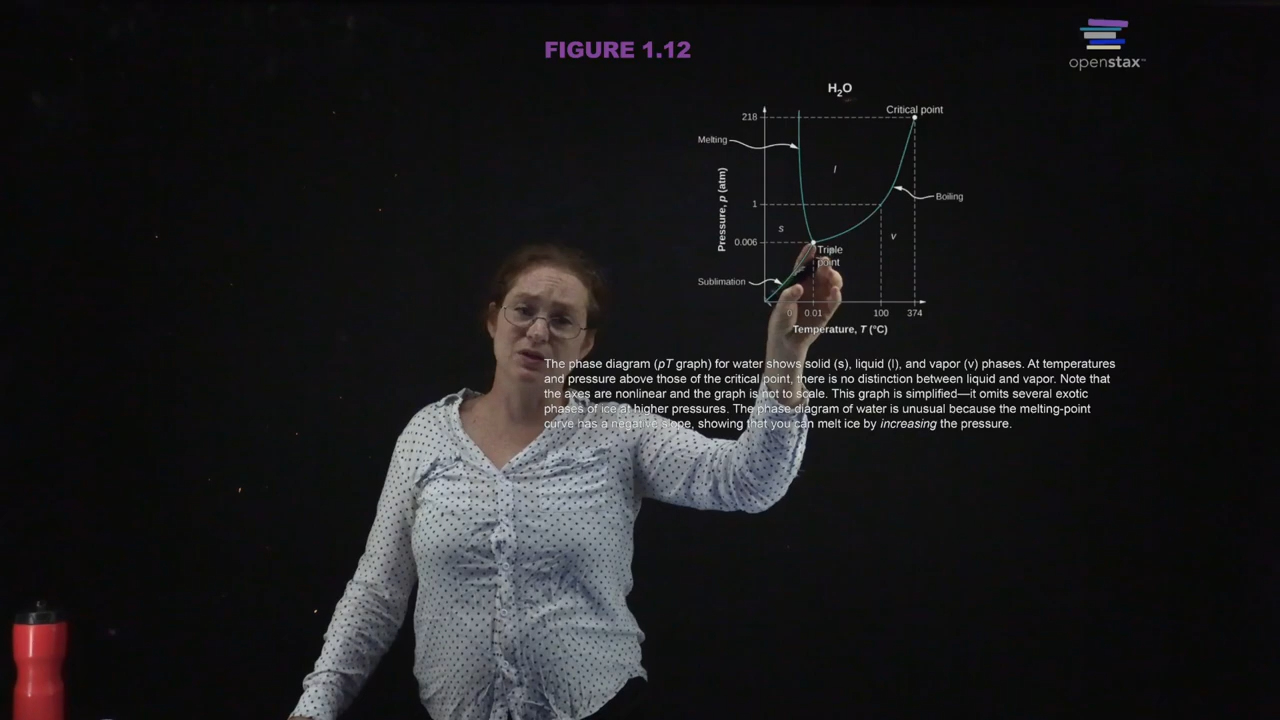 FIGURE 1.12
openstax™
H₂O
Critical point
218
Melting
l
Pressure, p (atm)
1
Boiling
s
v
0.006
Triple
point
Sublimation
0 0.01 100 374
Temperature, T (°C)
The phase diagram (pT graph) for water shows solid (s), liquid (l), and vapor (v) phases. At temperatures
and pressure above those of the critical point, there is no distinction between liquid and vapor. Note that
the axes are nonlinear and the graph is not to scale. This graph is simplified—it omits several exotic
phases of ice at higher pressures. The phase diagram of water is unusual because the melting-point
curve has a negative slope, showing that you can melt ice by increasing the pressure.